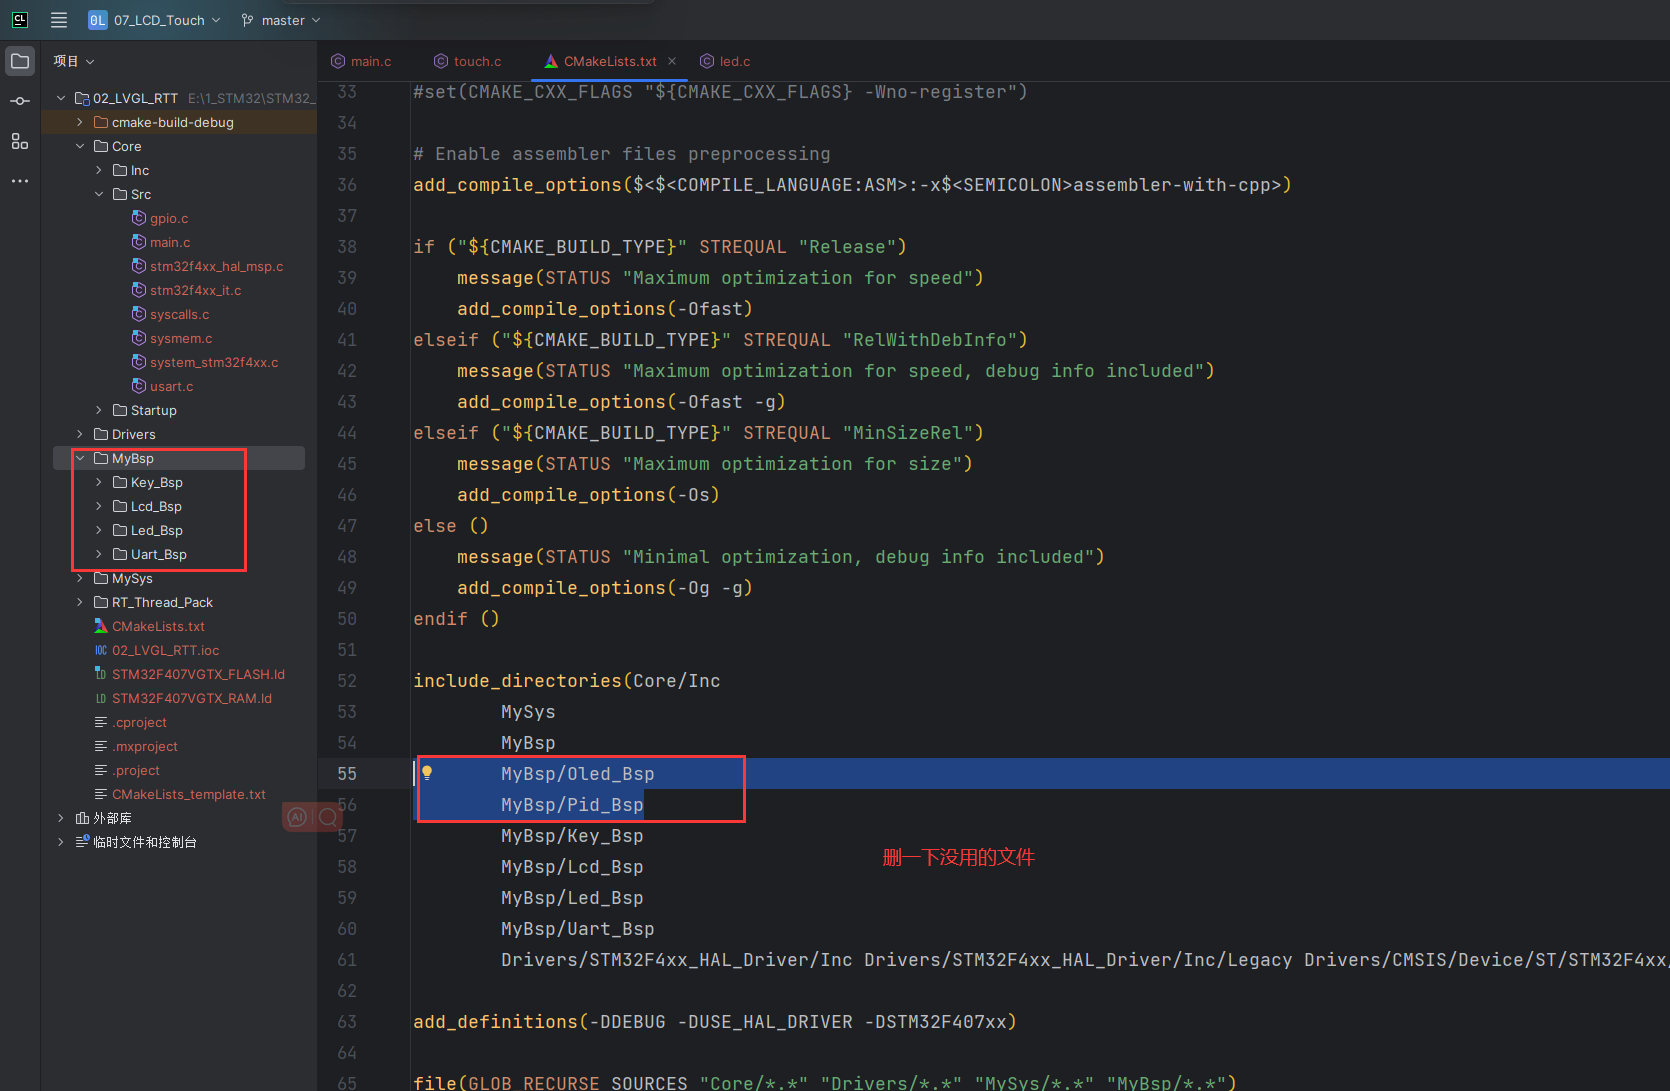 CL
0L 07_LCD_Touch master
项目
main.c touch.c CMakeLists.txt led.c
02_LVGL_RTT E:\1_STM32\STM32_
cmake-build-debug
Core
Inc
Src
gpio.c
main.c
stm32f4xx_hal_msp.c
stm32f4xx_it.c
syscalls.c
sysmem.c
system_stm32f4xx.c
usart.c
Startup
Drivers
MyBsp
Key_Bsp
Lcd_Bsp
Led_Bsp
Uart_Bsp
MySys
RT_Thread_Pack
CMakeLists.txt
IOC 02_LVGL_RTT.ioc
LD STM32F407VGTX_FLASH.ld
LD STM32F407VGTX_RAM.ld
.cproject
.mxproject
.project
CMakeLists_template.txt
外部库
临时文件和控制台
AI
33 #set(CMAKE_CXX_FLAGS "${CMAKE_CXX_FLAGS} -Wno-register")
34
35 # Enable assembler files preprocessing
36 add_compile_options($<$<COMPILE_LANGUAGE:ASM>:-x$<SEMICOLON>assembler-with-cpp>)
37
38 if ("${CMAKE_BUILD_TYPE}" STREQUAL "Release")
39 message(STATUS "Maximum optimization for speed")
40 add_compile_options(-Ofast)
41 elseif ("${CMAKE_BUILD_TYPE}" STREQUAL "RelWithDebInfo")
42 message(STATUS "Maximum optimization for speed, debug info included")
43 add_compile_options(-Ofast -g)
44 elseif ("${CMAKE_BUILD_TYPE}" STREQUAL "MinSizeRel")
45 message(STATUS "Maximum optimization for size")
46 add_compile_options(-Os)
47 else ()
48 message(STATUS "Minimal optimization, debug info included")
49 add_compile_options(-Og -g)
50 endif ()
51
52 include_directories(Core/Inc
53 MySys
54 MyBsp
55 MyBsp/Oled_Bsp
56 MyBsp/Pid_Bsp
57 MyBsp/Key_Bsp
删一下没用的文件
58 MyBsp/Lcd_Bsp
59 MyBsp/Led_Bsp
60 MyBsp/Uart_Bsp
61 Drivers/STM32F4xx_HAL_Driver/Inc Drivers/STM32F4xx_HAL_Driver/Inc/Legacy Drivers/CMSIS/Device/ST/STM32F4xx/
62
63 add_definitions(-DDEBUG -DUSE_HAL_DRIVER -DSTM32F407xx)
64
65 file(GLOB_RECURSE SOURCES "Core/*.*" "Drivers/*.*" "MySys/*.*" "MyBsp/*.*")